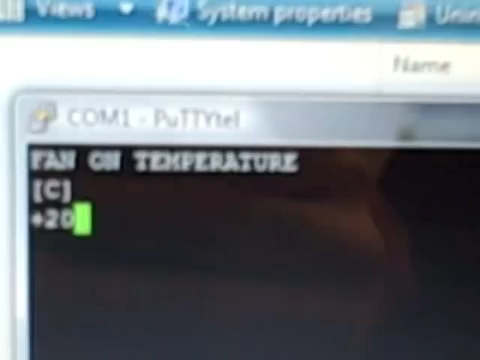 Views
System properties
Name
COM1 - PuTTYtel
FAN ON TEMPERATURE
[C]
+20